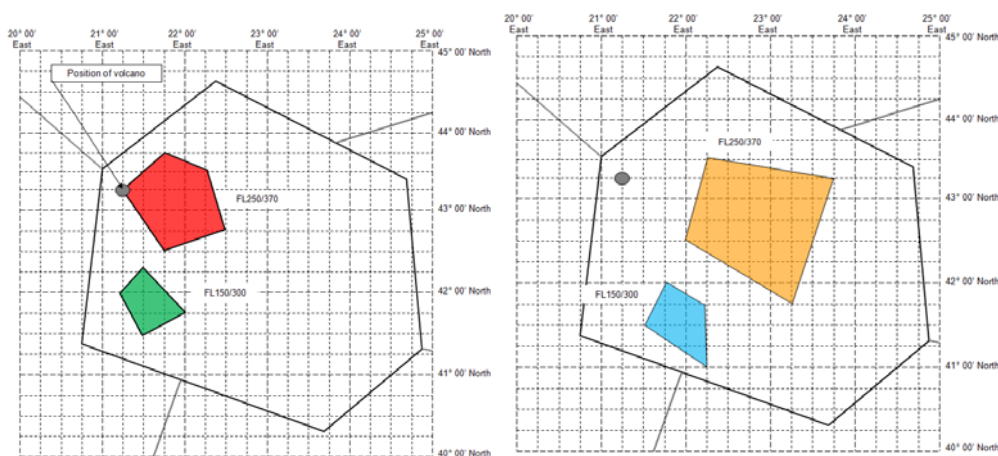 20° 00'
East
21° 00'
East
22° 00'
East
23° 00'
East
24° 00'
East
25° 00'
East
45° 00' North
Position of volcano
44° 00' North
43° 00' North
FL250/370
42° 00' North
FL150/300
41° 00' North
40° 00' North
20° 00'
East
21° 00'
East
22° 00'
East
23° 00'
East
24° 00'
East
25° 00'
East
45° 00' North
44° 00' North
FL250/370
43° 00' North
42° 00' North
FL150/300
41° 00' North
40° 00' North